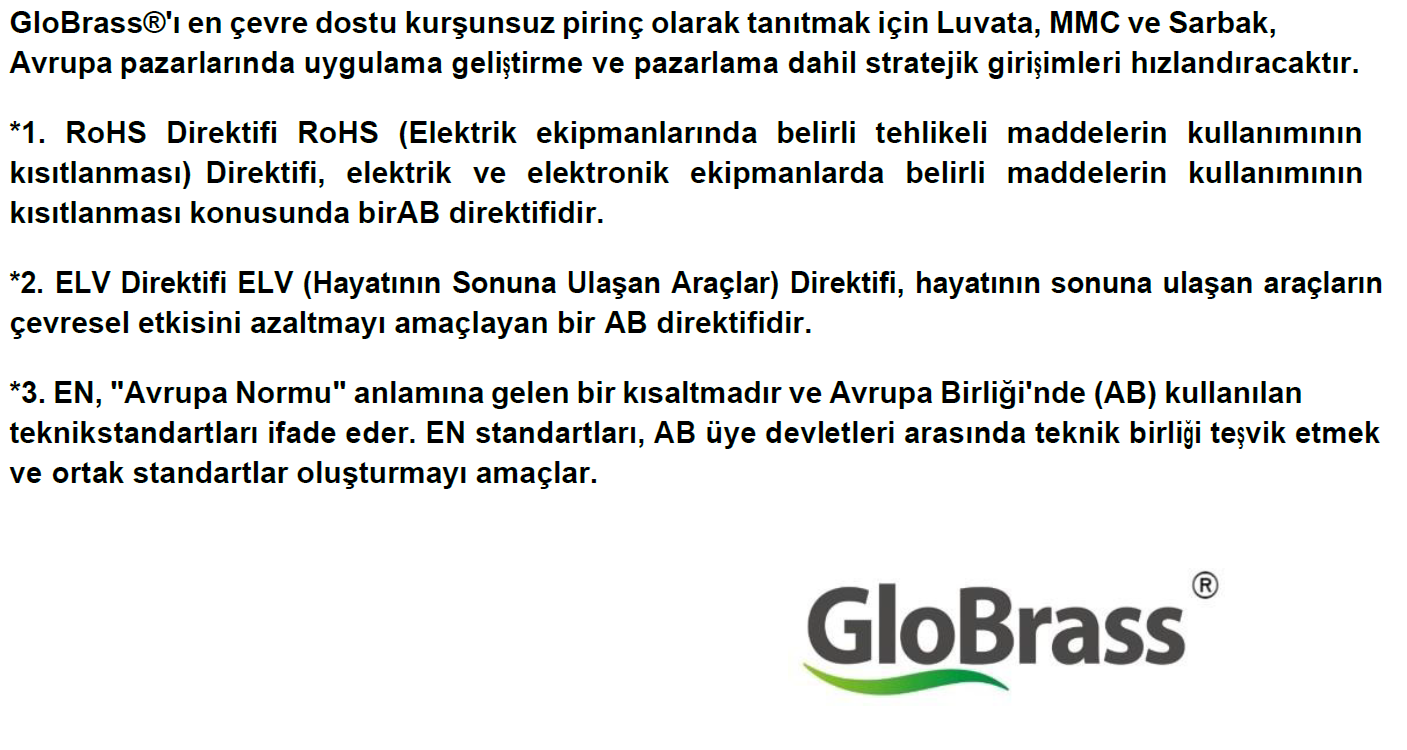 GloBrass®'ı en çevre dostu kurşunsuz pirinç olarak tanıtmak için Luvata, MMC ve Sarbak,
Avrupa pazarlarında uygulama geliştirme ve pazarlama dahil stratejik girişimleri hızlandıracaktır.
*1. RoHS Direktifi RoHS (Elektrik ekipmanlarında belirli tehlikeli maddelerin kullanımının
kısıtlanması) Direktifi, elektrik ve elektronik ekipmanlarda belirli maddelerin kullanımının
kısıtlanması konusunda birAB direktifidir.
*2. ELV Direktifi ELV (Hayatının Sonuna Ulaşan Araçlar) Direktifi, hayatının sonuna ulaşan araçların
çevresel etkisini azaltmayı amaçlayan bir AB direktifidir.
*3. EN, "Avrupa Normu" anlamına gelen bir kısaltmadır ve Avrupa Birliği'nde (AB) kullanılan
teknikstandartları ifade eder. EN standartları, AB üye devletleri arasında teknik birliği teşvik etmek
ve ortak standartlar oluşturmayı amaçlar.
GloBrass®